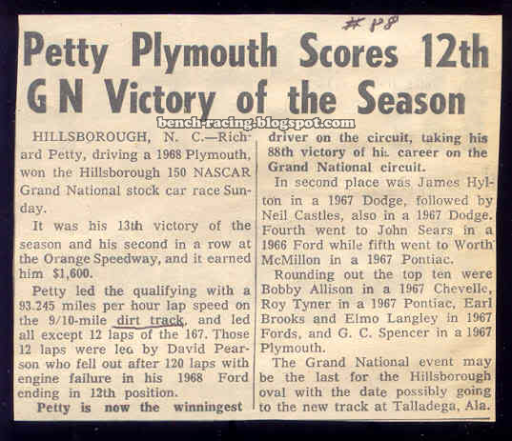 #88
Petty Plymouth Scores 12th
G N Victory of the Season
bench-racing.blogspot.com
HILLSBOROUGH, N. C.—Rich-
ard Petty, driving a 1968 Plymouth,
won the Hillsborough 150 NASCAR
Grand National stock car race Sun-
day.
It was his 13th victory of the
season and his second in a row at
the Orange Speedway, and it earned
him $1,600.
Petty led the qualifying with a
93.245 miles per hour lap speed on
the 9/10-mile dirt track, and led
all except 12 laps of the 167. Those
12 laps were led by David Pear-
son who fell out after 120 laps with
engine failure in his 1968 Ford
ending in 12th position.
Petty is now the winningest
driver on the circuit, taking his
88th victory of his career on the
Grand National circuit.
In second place was James Hyl-
ton in a 1967 Dodge, followed by
Neil Castles, also in a 1967 Dodge.
Fourth went to John Sears in a
1966 Ford while fifth went to Worth
McMillon in a 1967 Pontiac.
Rounding out the top ten were
Bobby Allison in a 1967 Chevelle,
Roy Tyner in a 1967 Pontiac, Earl
Brooks and Elmo Langley in 1967
Fords, and G. C. Spencer in a 1967
Plymouth.
The Grand National event may
be the last for the Hillsborough
oval with the date possibly going
to the new track at Talladega, Ala.